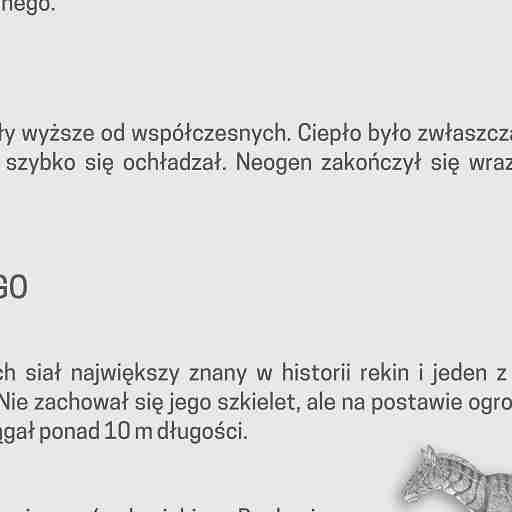 nego.
ły wyższe od współczesnych. Ciepło było zwłaszcza
szybko się ochładzał. Neogen zakończył się wraz
GO
ch siał największy znany w historii rekin i jeden z
Nie zachował się jego szkielet, ale na postawie ogro
ągał ponad 10 m długości.